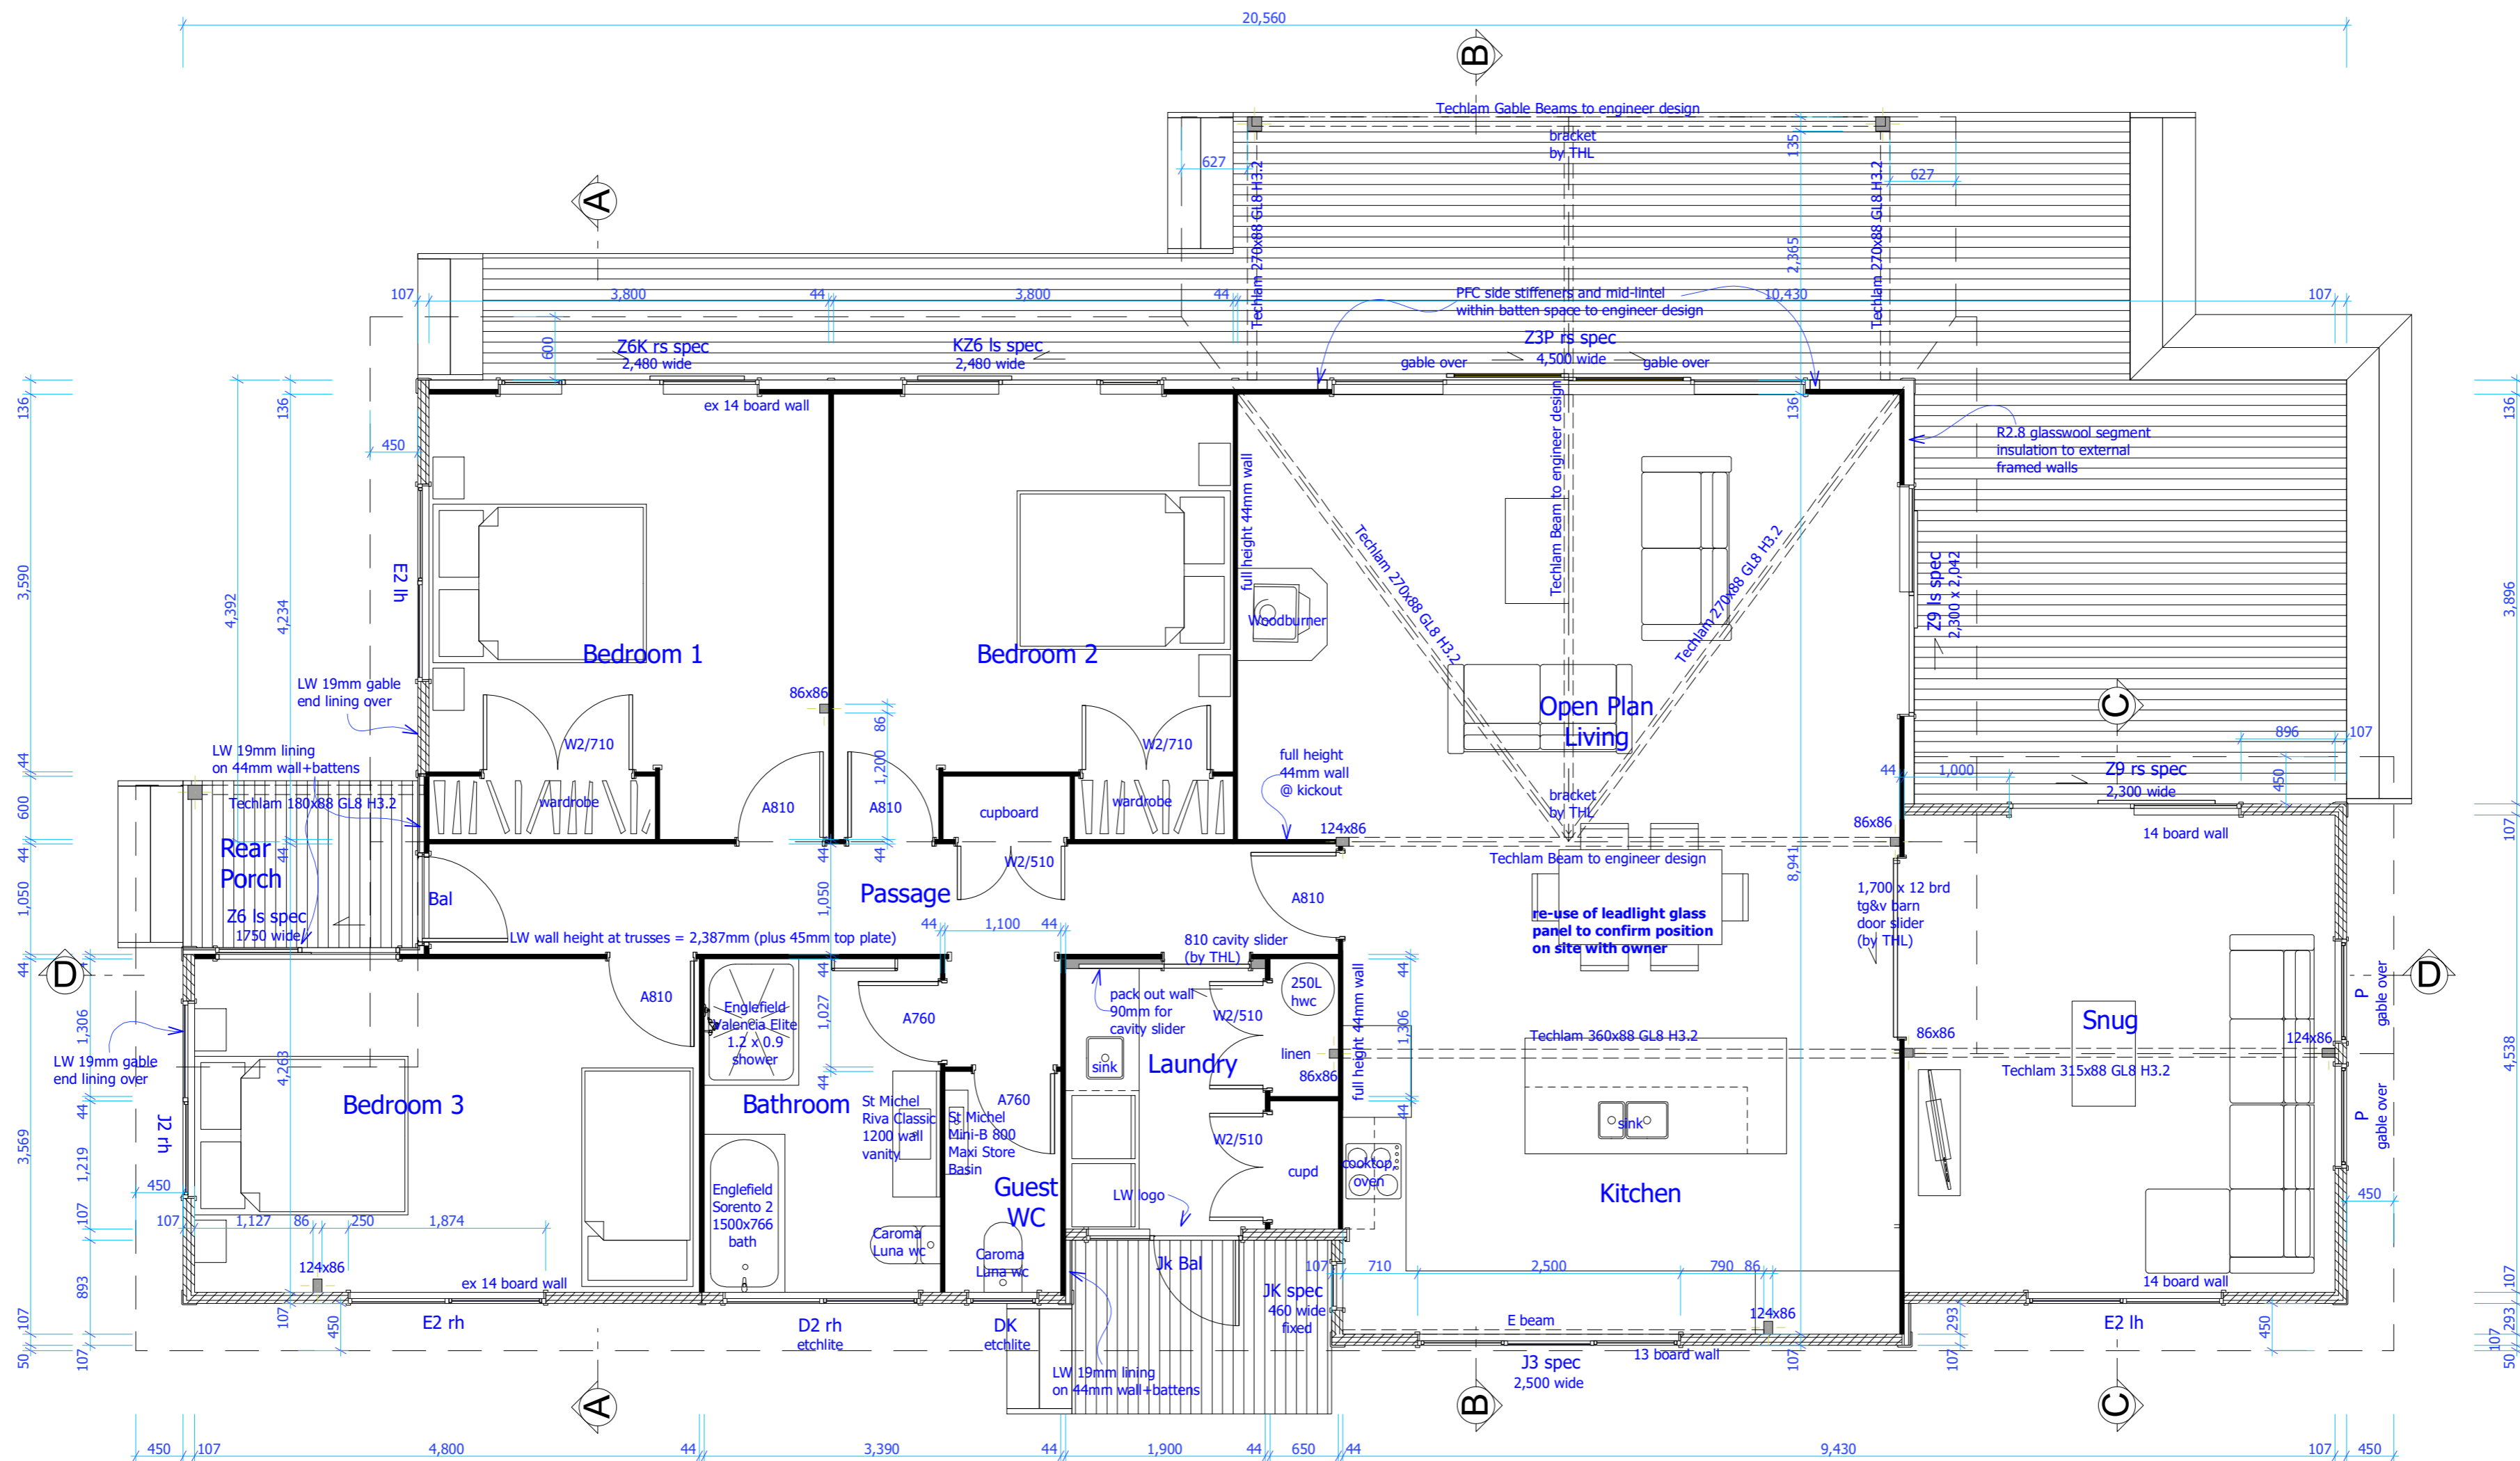 20,560
B
Techlam Gable Beams to engineer design
bracket
by THL
135
627
627
Techlam 270x88 GL8 H3.2
Techlam 270x88 GL8 H3.2
A
2,365
107
3,800
44
3,800
44
PFC side stiffeners and mid-lintel
within batten space to engineer design
10,430
107
600
Z6K rs spec
2,480 wide
KZ6 ls spec
2,480 wide
Z3P rs spec
4,500 wide
gable over
gable over
136
136
136
136
ex 14 board wall
450
R2.8 glasswool segment
insulation to external
framed walls
full height 44mm wall
Techlam Beam to engineer design
Techlam 270x88 GL8 H3.2
Techlam 270x88 GL8 H3.2
3,590
4,392
4,234
E2 lh
Z9 ls spec
2,300 x 2,042
3,896
Woodburner
Bedroom 1
Bedroom 2
Open Plan
Living
LW 19mm gable
end lining over
86x86
86
1,200
C
896
107
LW 19mm lining
on 44mm wall+battens
W2/710
W2/710
full height
44mm wall
@ kickout
44
44
1,000
Z9 rs spec
2,300 wide
450
Techlam 180x88 GL8 H3.2
wardrobe
A810
A810
cupboard
wardrobe
bracket
by THL
600
107
124x86
86x86
14 board wall
Rear
Porch
44
44
44
44
W2/510
Techlam Beam to engineer design
8,941
1,050
1,050
Bal
Passage
A810
1,700 x 12 brd
tg&v barn
door slider
(by THL)
Z6 ls spec
1750 wide
44
1,100
44
re-use of leadlight glass
panel to confirm position
on site with owner
LW wall height at trusses = 2,387mm (plus 45mm top plate)
810 cavity slider
(by THL)
44
44
44
D
D
A810
Englefield
Valencia Elite
1.2 x 0.9
shower
1,027
A760
pack out wall
90mm for
cavity slider
250L
hwc
W2/510
full height 44mm wall
1,306
1,306
P
gable over
Snug
LW 19mm gable
end lining over
4,263
sink
Laundry
linen
86x86
Techlam 360x88 GL8 H3.2
86x86
124x86
Techlam 315x88 GL8 H3.2
4,538
44
44
44
Bedroom 3
Bathroom
St Michel
Riva Classic
1200 wall
vanity
A760
St Michel
Mini-B 800
Maxi Store
Basin
J2 rh
W2/510
sink
P
gable over
3,569
1,219
cupd
cooktop,
oven
Kitchen
450
Englefield
Sorento 2
1500x766
bath
Guest
WC
LW logo
450
107
107
1,127
86
250
1,874
Caroma
Luna wc
Caroma
Luna wc
Jk Bal
107
710
2,500
790
86
124x86
ex 14 board wall
893
JK spec
460 wide
fixed
124x86
14 board wall
107
107
107
450
E2 rh
D2 rh
etchlite
DK
etchlite
E beam
293
E2 lh
450
293
50
107
LW 19mm lining
on 44mm wall+battens
J3 spec
2,500 wide
13 board wall
107
107
107
50
A
B
C
450
107
4,800
44
3,390
44
1,900
44
650
44
9,430
107
450